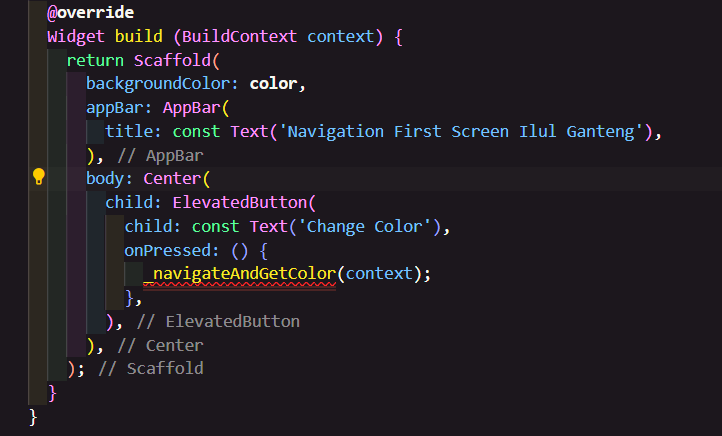 @override
Widget build (BuildContext context) {
return Scaffold(
backgroundColor: color,
appBar: AppBar(
title: const Text('Navigation First Screen Ilul Ganteng'),
), // AppBar
body: Center(
child: ElevatedButton(
child: const Text('Change Color'),
onPressed: () {
_navigateAndGetColor(context);
},
), // ElevatedButton
), // Center
); // Scaffold
}
}